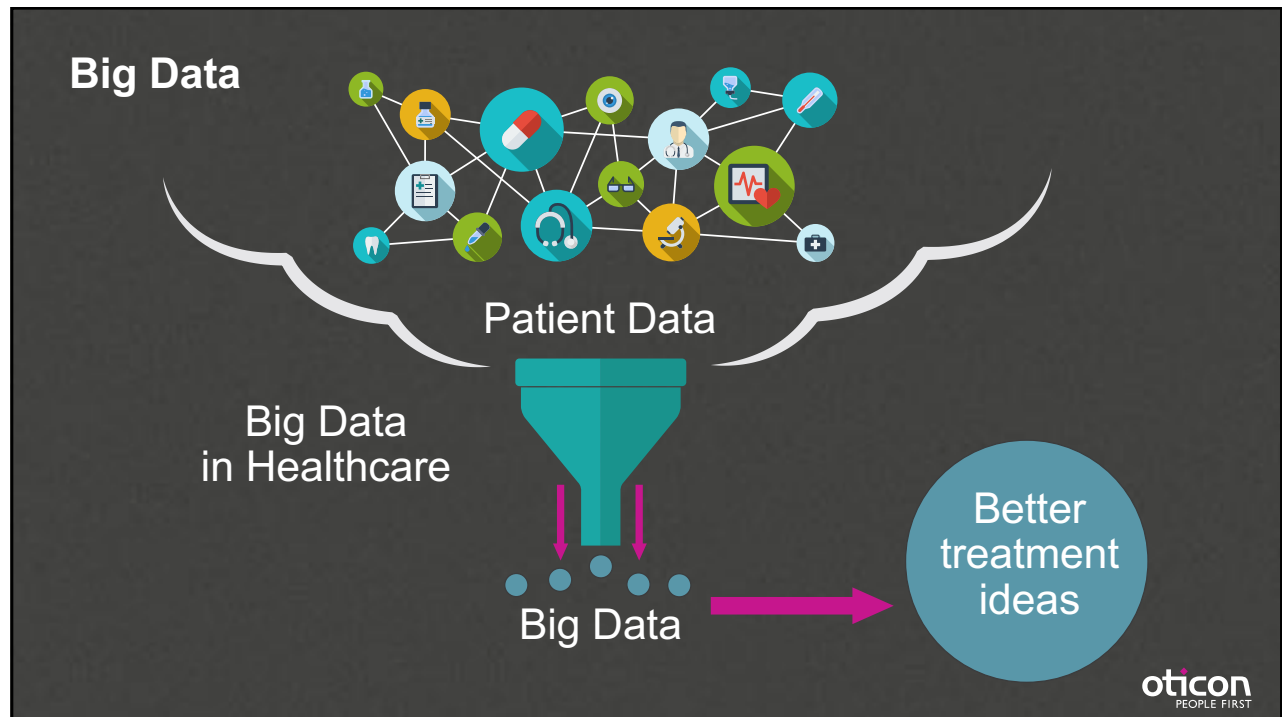 Big Data
Patient Data
Big Data
in Healthcare
Big Data
Better
treatment
ideas
oticon
PEOPLE FIRST